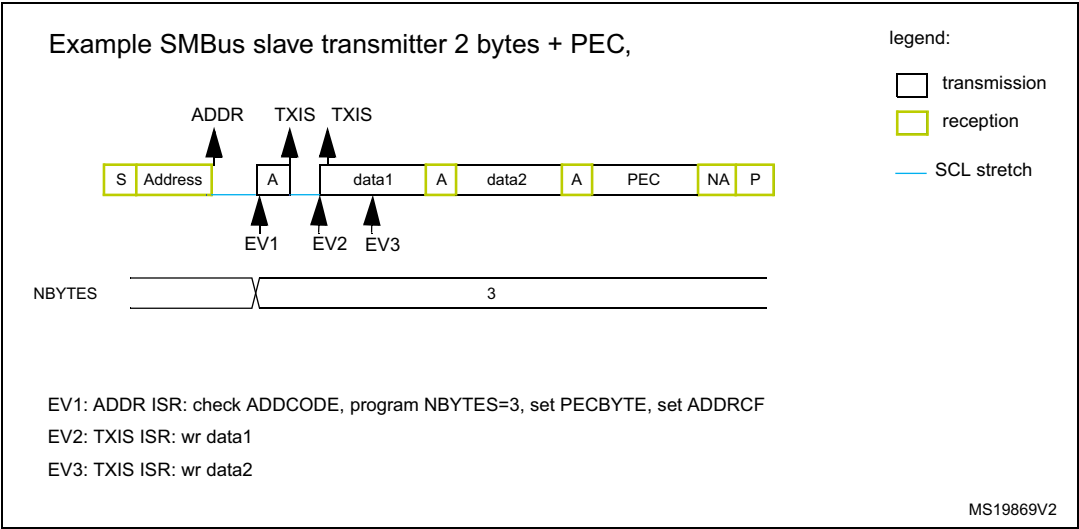 Example SMBus slave transmitter 2 bytes + PEC,
legend:
transmission
reception
SCL stretch
ADDR TXIS TXIS
S Address A data1 A data2 A PEC NA P
EV1 EV2 EV3
NBYTES 3
EV1: ADDR ISR: check ADDCODE, program NBYTES=3, set PECBYTE, set ADDRCF
EV2: TXIS ISR: wr data1
EV3: TXIS ISR: wr data2
MS19869V2